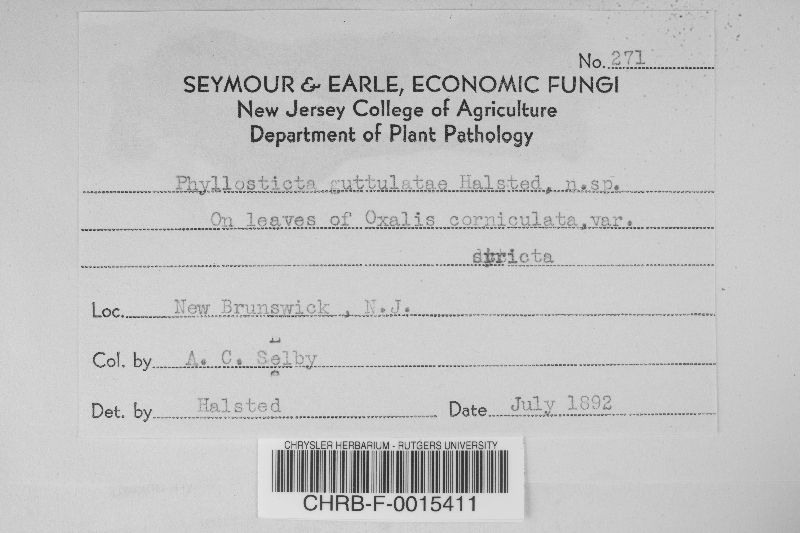 No. 271
SEYMOUR & EARLE, ECONOMIC FUNGI
New Jersey College of Agriculture
Department of Plant Pathology
Phyllosticta guttulatae Halsted, n.sp.
On leaves of Oxalis corniculata, var.
stricta
Loc. New Brunswick, N.J.
Col. by A. C. Selby
Det. by Halsted Date July 1892
CHRYSLER HERBARIUM - RUTGERS UNIVERSITY
CHRB-F-0015411